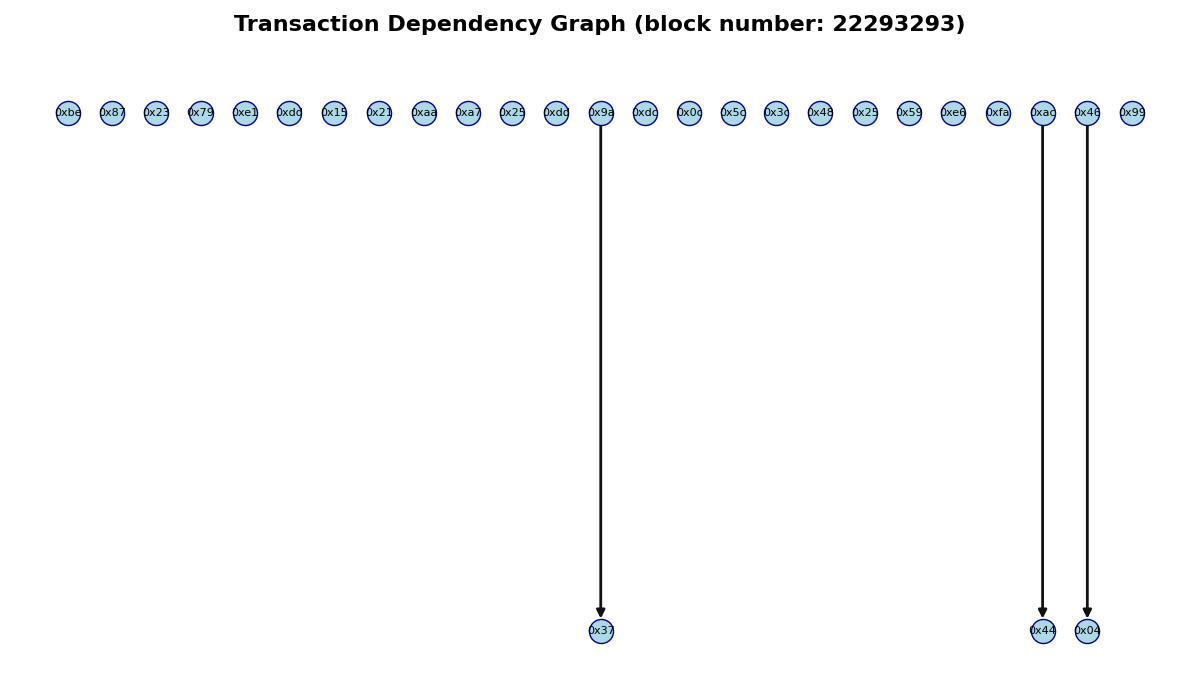 Transaction Dependency Graph (block number: 22293293)
0xbe 0x87 0x23 0x79 0xe1 0xdd 0x15 0x21 0xaa 0xa7 0x25 0xdd 0x9a 0xdc 0x0c 0x5c 0x3c 0x48 0x25 0x59 0xe6 0xfa 0xac 0x46 0x99
0x37 0x44 0x04